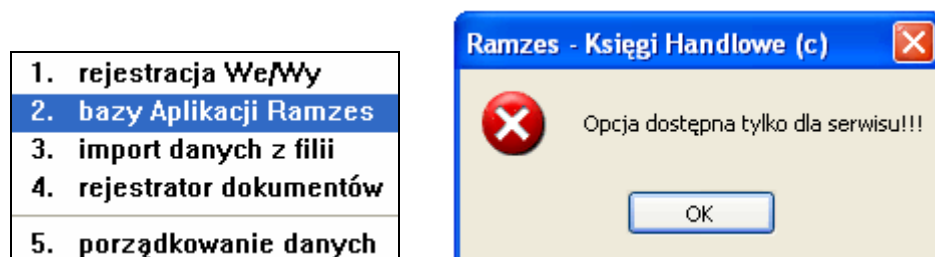 1. rejestracja We/Wy
2. bazy Aplikacji Ramzes
3. import danych z filii
4. rejestrator dokumentów
5. porządkowanie danych
Ramzes - Księgi Handlowe (c)
Opcja dostępna tylko dla serwisu!!!
OK